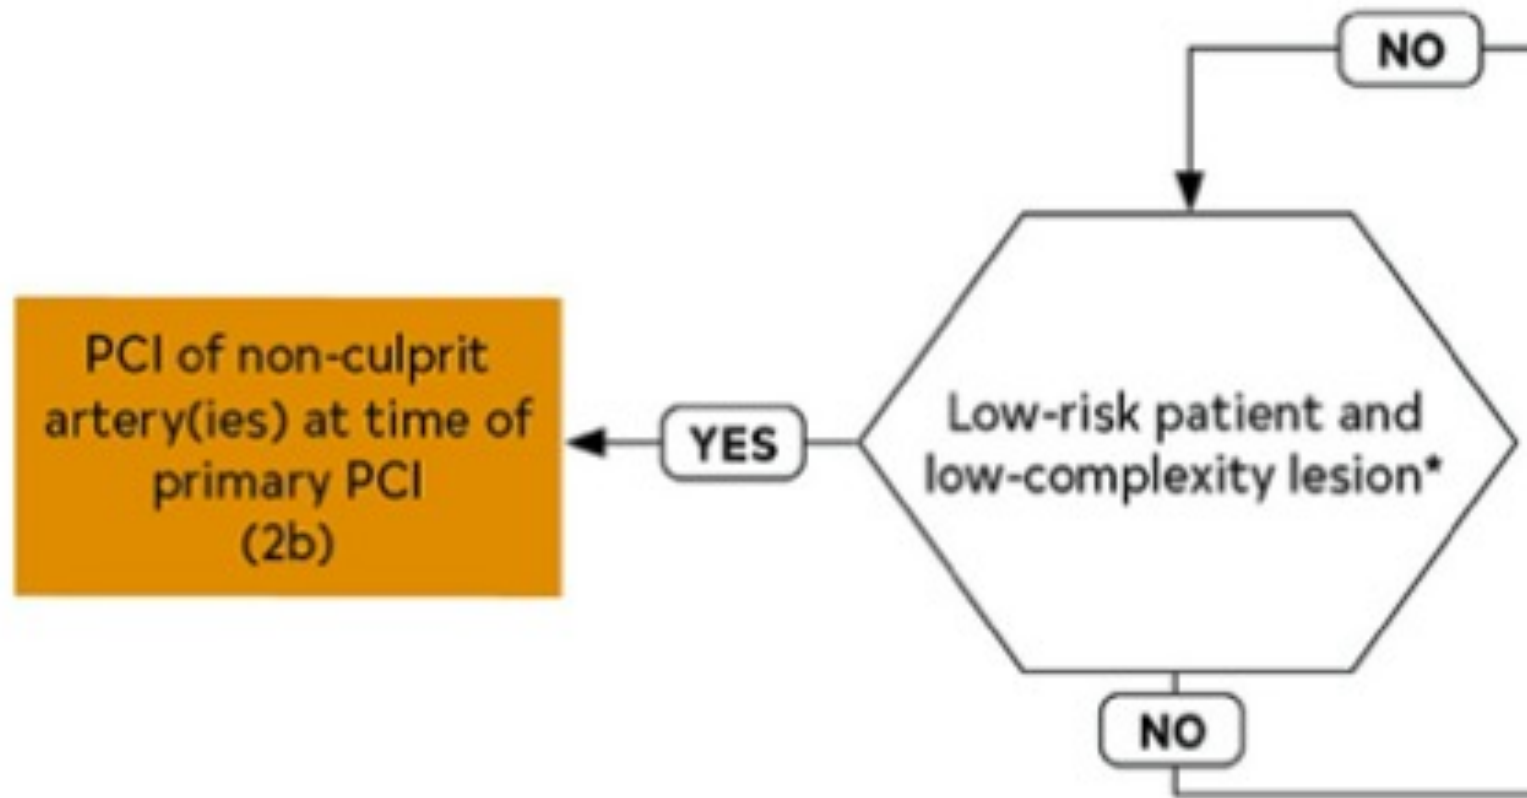 NO
Low-risk patient and
low-complexity lesion*
YES
PCI of non-culprit
artery(ies) at time of
primary PCI
(2b)
NO